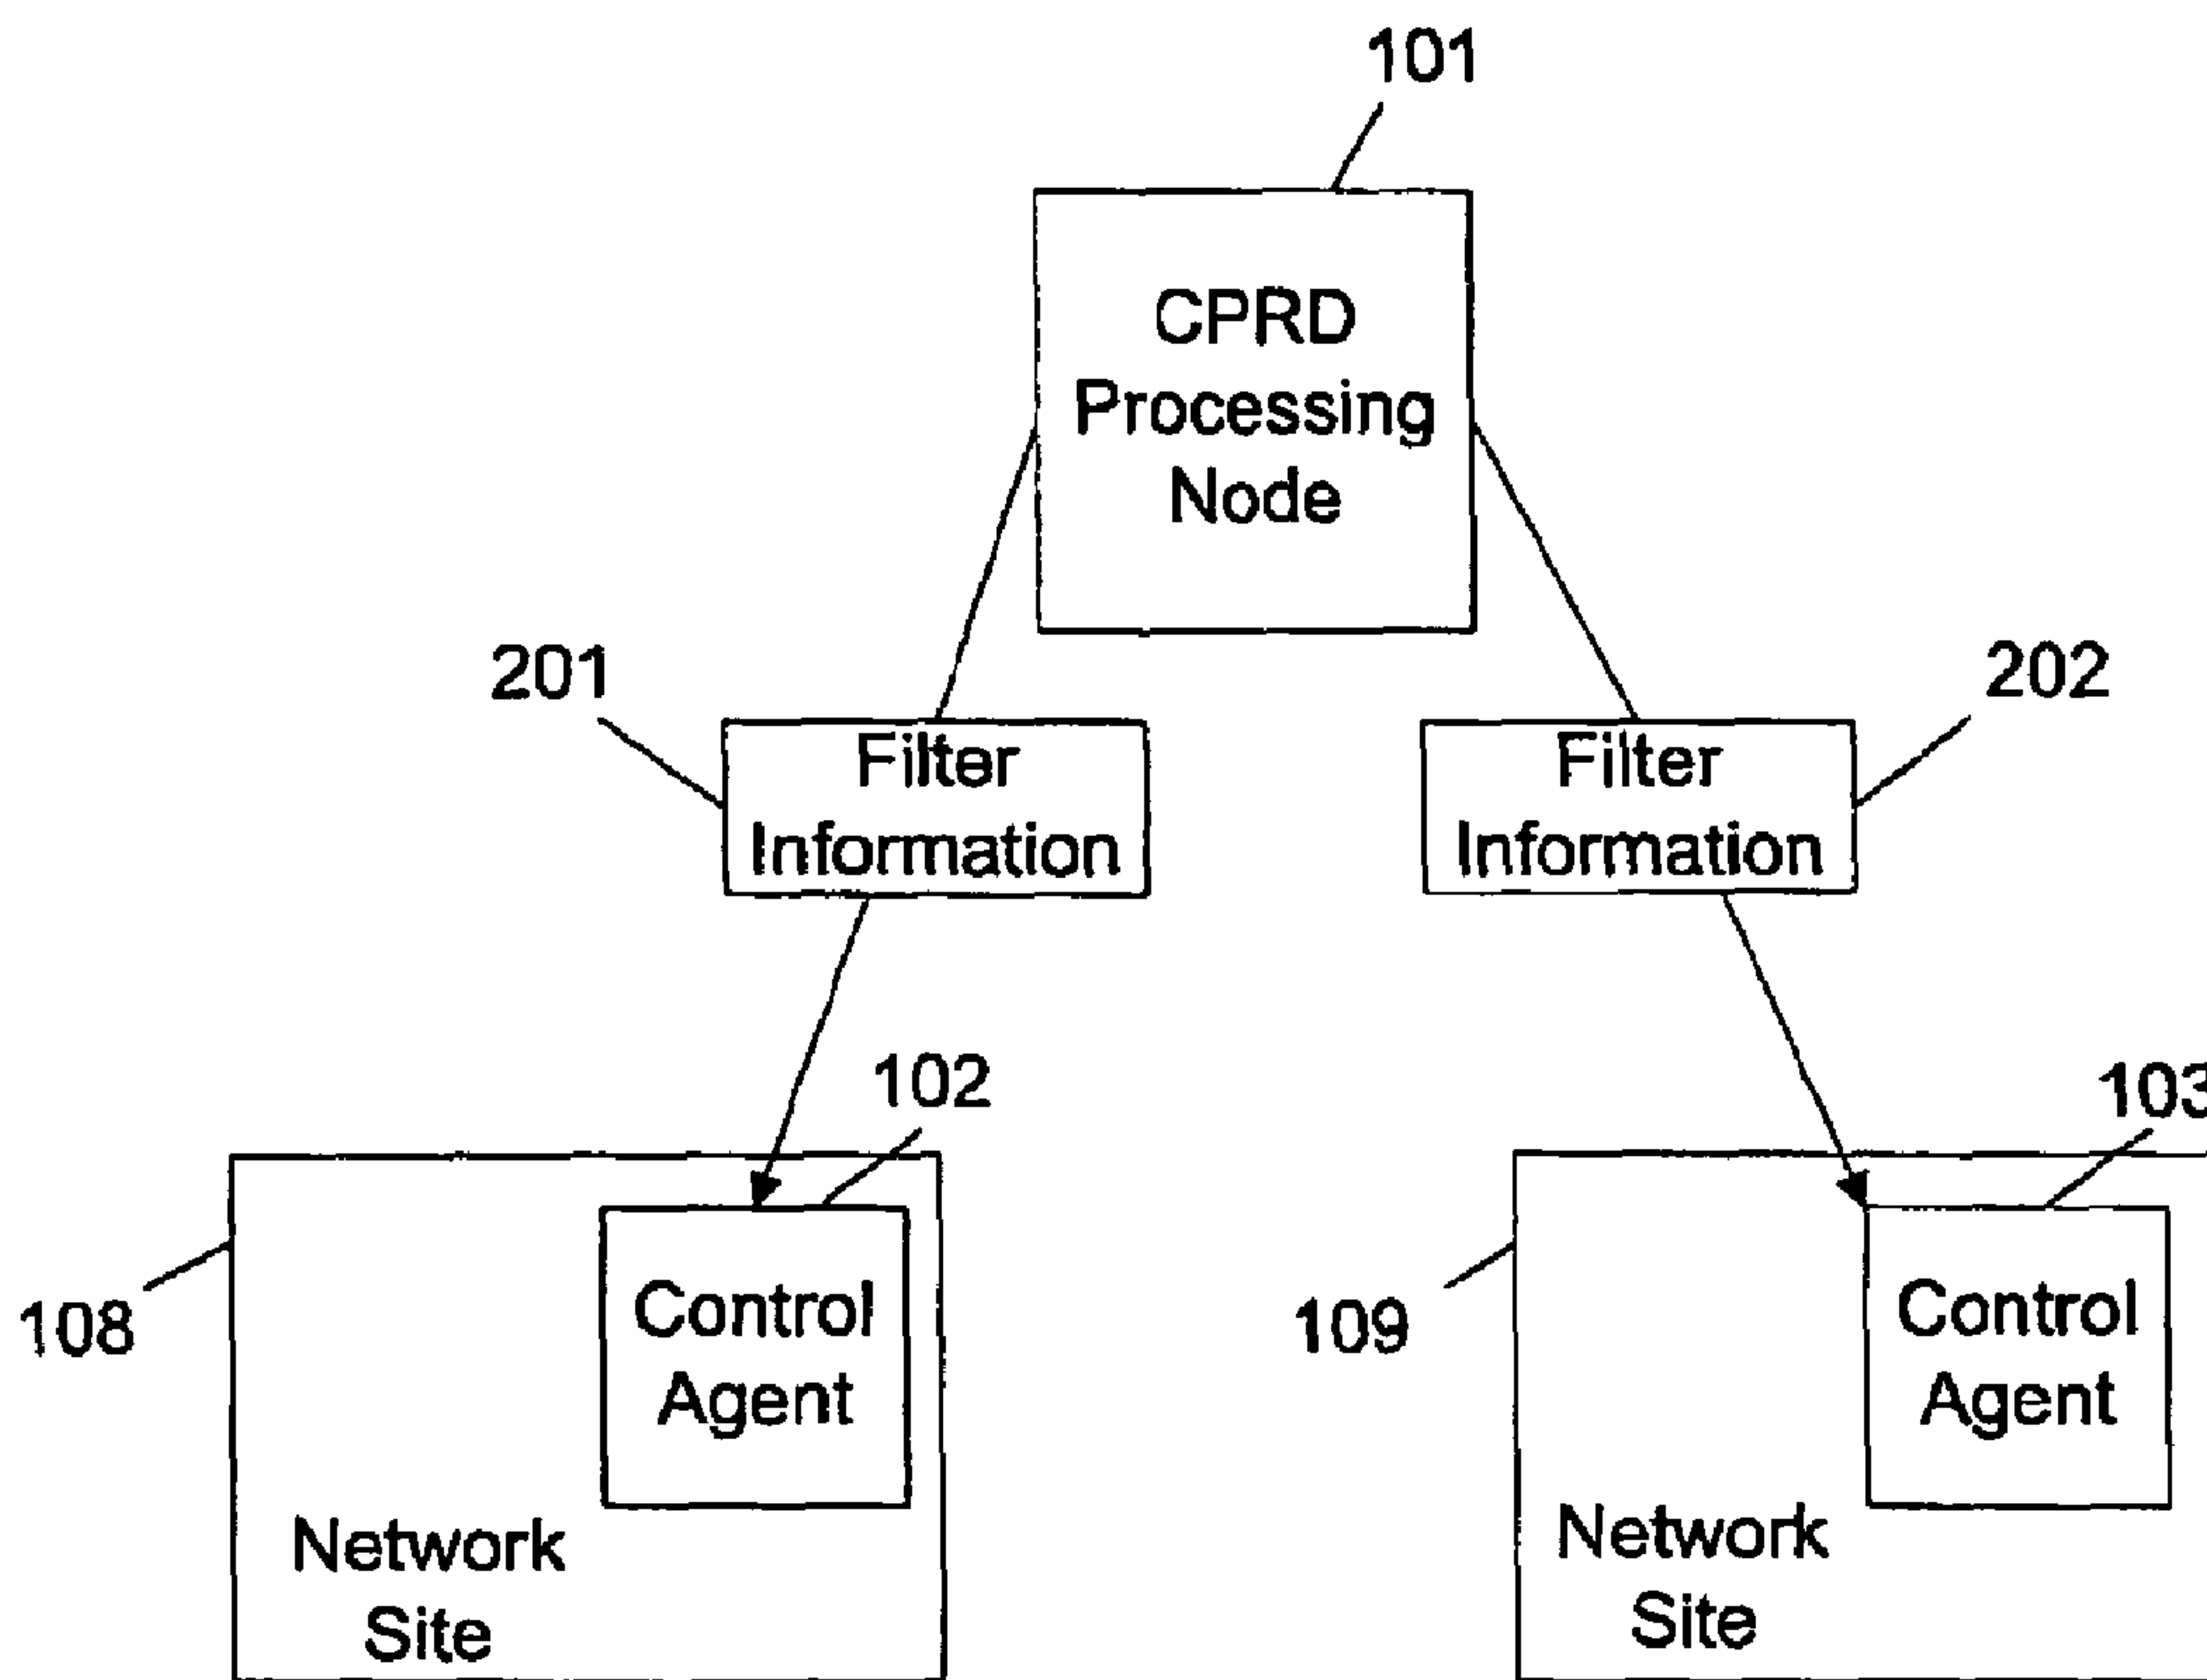 101
CPRD
Processing
Node
201
202
Filter
Information
Filter
Information
102
103
Control
Agent
Control
Agent
108
109
Network
Site
Network
Site